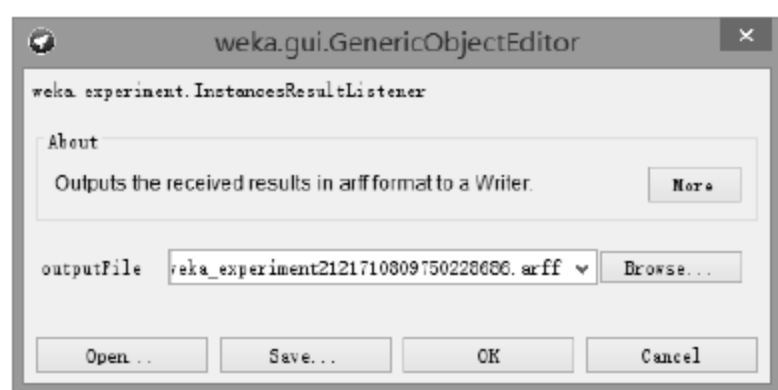 weka.gui.GenericObjectEditor
weka.experiment.InstancesResultListener
About
Outputs the received results in arff format to a Writer.
More
outputFile
weka_experiment2121710809750228686.arff
Browse...
Open...
Save...
OK
Cancel